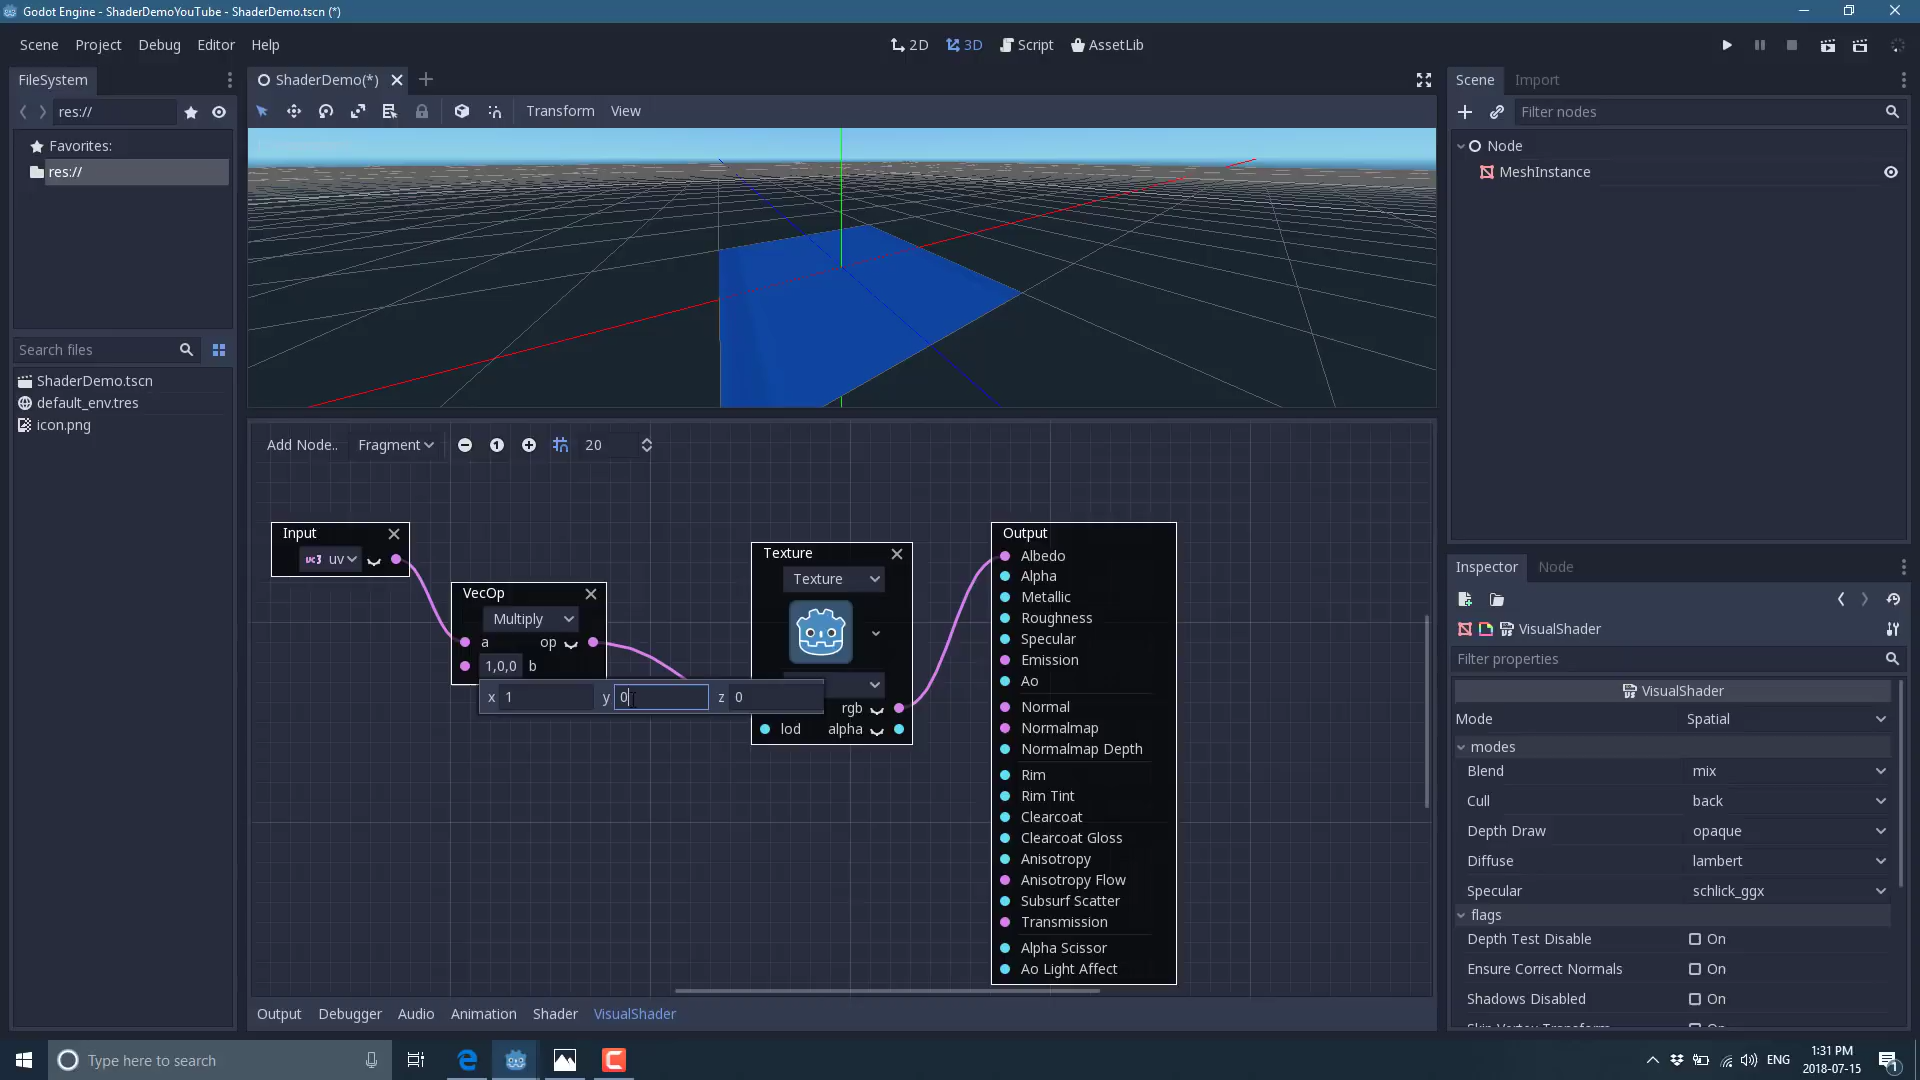 Godot Engine - ShaderDemoYouTube - ShaderDemo.tscn (*)
Scene Project Debug Editor Help
2D 3D Script AssetLib
FileSystem
res://
Favorites:
res://
Search files
ShaderDemo.tscn
default_env.tres
icon.png
ShaderDemo(*)
Transform View
Add Node.. Fragment 20
Input
vc3 uv
VecOp
Multiply
a op
1,0,0 b
x 1 y 0 z 0
Texture
Texture
rgb
lod alpha
Output
Albedo
Alpha
Metallic
Roughness
Specular
Emission
Ao
Normal
Normalmap
Normalmap Depth
Rim
Rim Tint
Clearcoat
Clearcoat Gloss
Anisotropy
Anisotropy Flow
Subsurf Scatter
Transmission
Alpha Scissor
Ao Light Affect
Output Debugger Audio Animation Shader VisualShader
Scene Import
Filter nodes
Node
MeshInstance
Inspector Node
VisualShader
Filter properties
VisualShader
Mode Spatial
modes
Blend mix
Cull back
Depth Draw opaque
Diffuse lambert
Specular schlick_ggx
flags
Depth Test Disable On
Ensure Correct Normals On
Shadows Disabled On
Skip Vertex Transform On
Type here to search
ENG
1:31 PM
2018-07-15
1